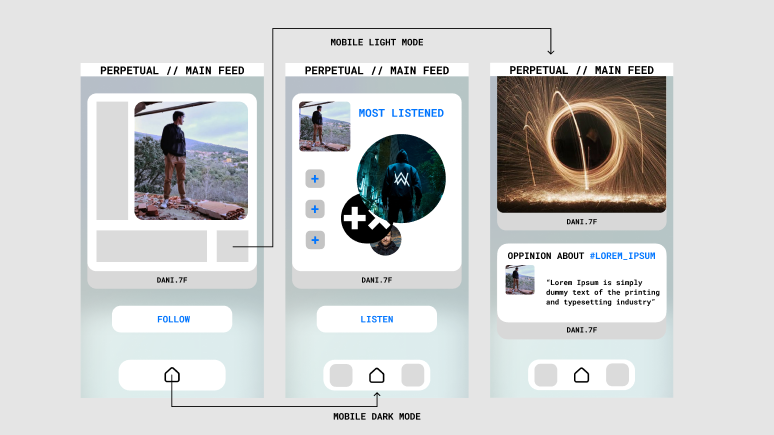 MOBILE LIGHT MODE
PERPETUAL // MAIN FEED
DANI.7F
FOLLOW
PERPETUAL // MAIN FEED
MOST LISTENED
+
+
+
+×
DANI.7F
LISTEN
PERPETUAL // MAIN FEED
DANI.7F
OPPINION ABOUT #LOREM_IPSUM
"Lorem Ipsum is simply
dummy text of the printing
and typesetting industry"
DANI.7F
MOBILE DARK MODE